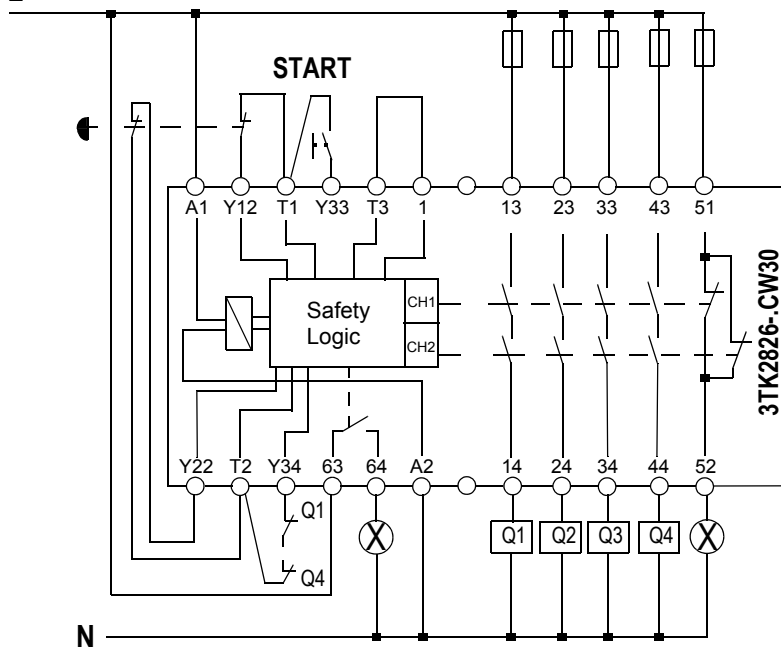 START
A1 Y12 T1 Y33 T3 1 13 23 33 43 51
Safety
Logic
CH1
CH2
3TK2826-.CW30
Y22 T2 Y34 63 64 A2 14 24 34 44 52
Q1
Q1 Q2 Q3 Q4
Q4
N